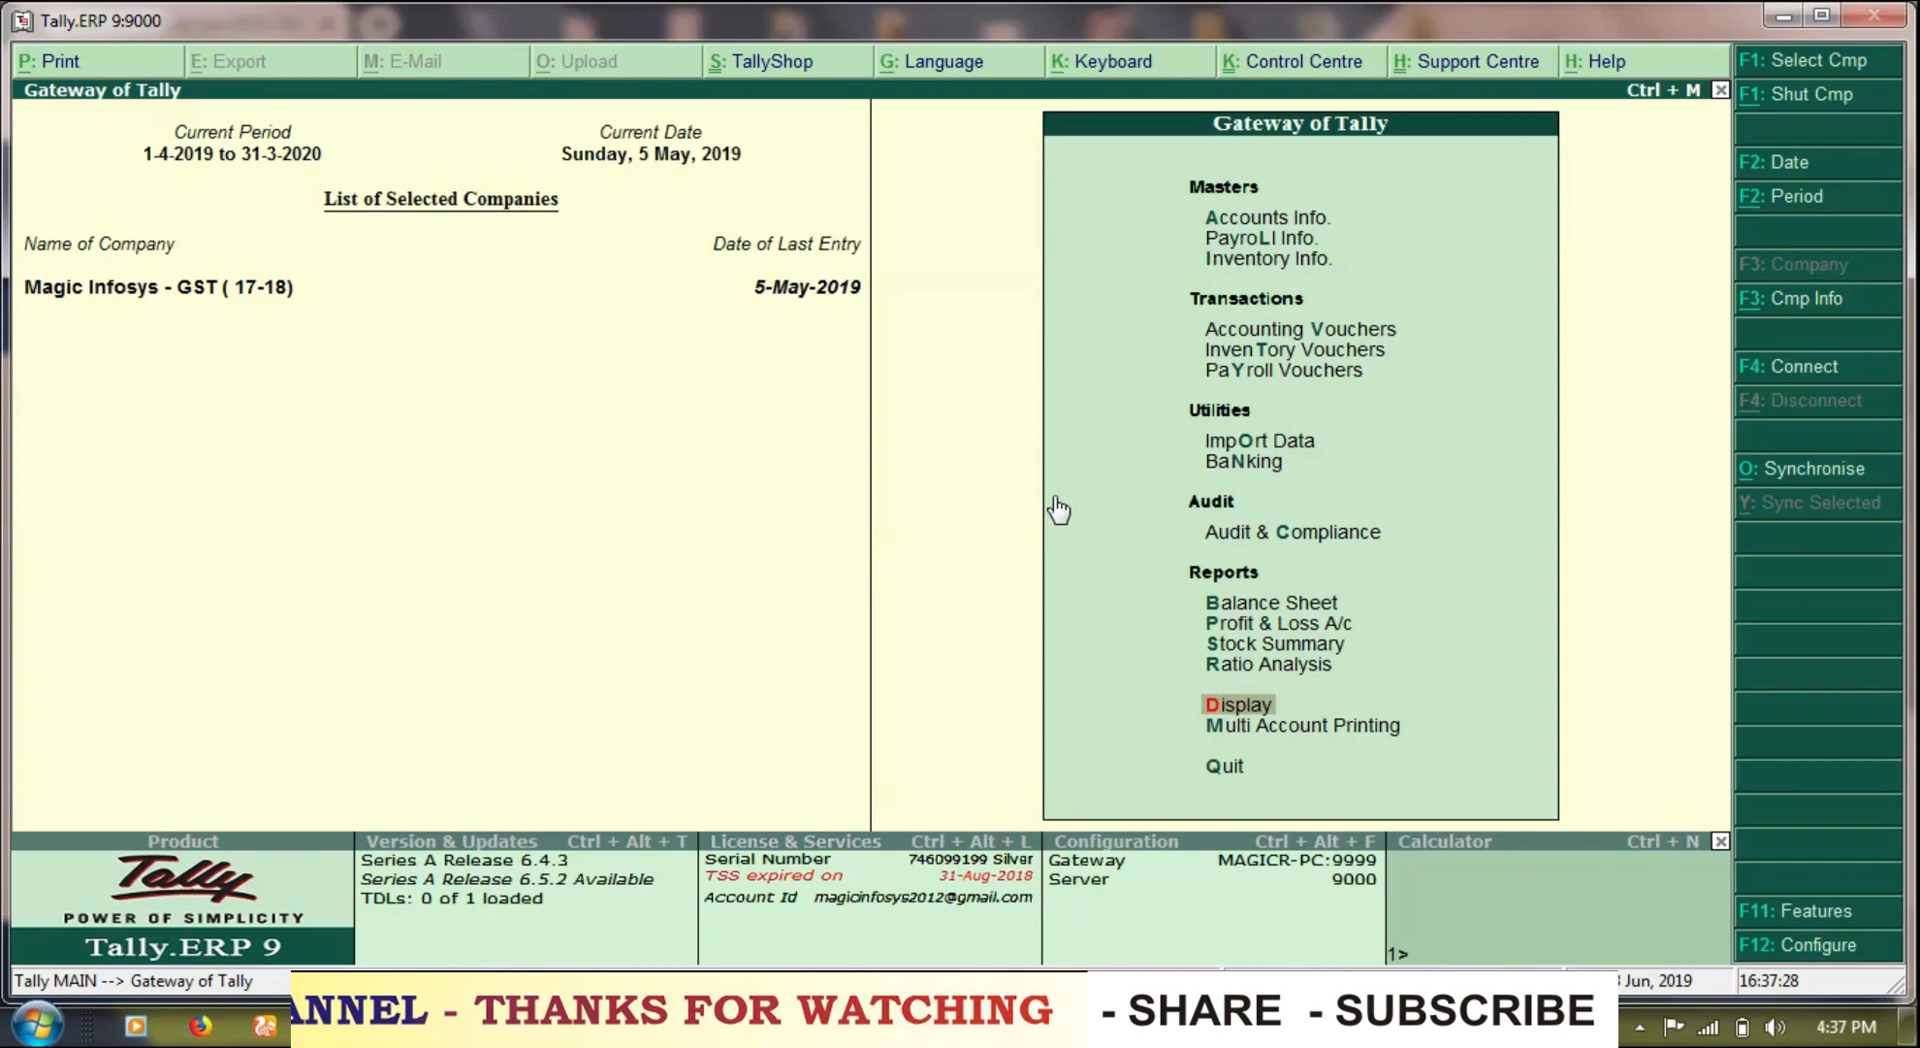 Tally.ERP 9:9000
P: Print
E: Export
M: E-Mail
O: Upload
S: TallyShop
G: Language
K: Keyboard
K: Control Centre
H: Support Centre
H: Help
Gateway of Tally
Ctrl + M
Current Period
1-4-2019 to 31-3-2020
Current Date
Sunday, 5 May, 2019
List of Selected Companies
Name of Company
Date of Last Entry
Magic Infosys - GST ( 17-18)
5-May-2019
Gateway of Tally
Masters
Accounts Info.
PayroLl Info.
Inventory Info.
Transactions
Accounting Vouchers
InvenTory Vouchers
PaYroll Vouchers
Utilities
ImpOrt Data
BaNking
Audit
Audit & Compliance
Reports
Balance Sheet
Profit & Loss A/c
Stock Summary
Ratio Analysis
Display
Multi Account Printing
Quit
F1: Select Cmp
F1: Shut Cmp
F2: Date
F2: Period
F3: Company
F3: Cmp Info
F4: Connect
F4: Disconnect
O: Synchronise
Y: Sync Selected
F11: Features
F12: Configure
Product
Tally
POWER OF SIMPLICITY
Tally.ERP 9
Version & Updates Ctrl + Alt + T
Series A Release 6.4.3
Series A Release 6.5.2 Available
TDLs: 0 of 1 loaded
License & Services Ctrl + Alt + L
Serial Number 746099199 Silver
TSS expired on 31-Aug-2018
Account Id magicinfosys2012@gmail.com
Configuration Ctrl + Alt + F
Gateway MAGICR-PC:9999
Server 9000
Calculator Ctrl + N
1>
Tally MAIN --> Gateway of Tally
Jun, 2019
16:37:28
ANNEL - THANKS FOR WATCHING - SHARE - SUBSCRIBE
4:37 PM